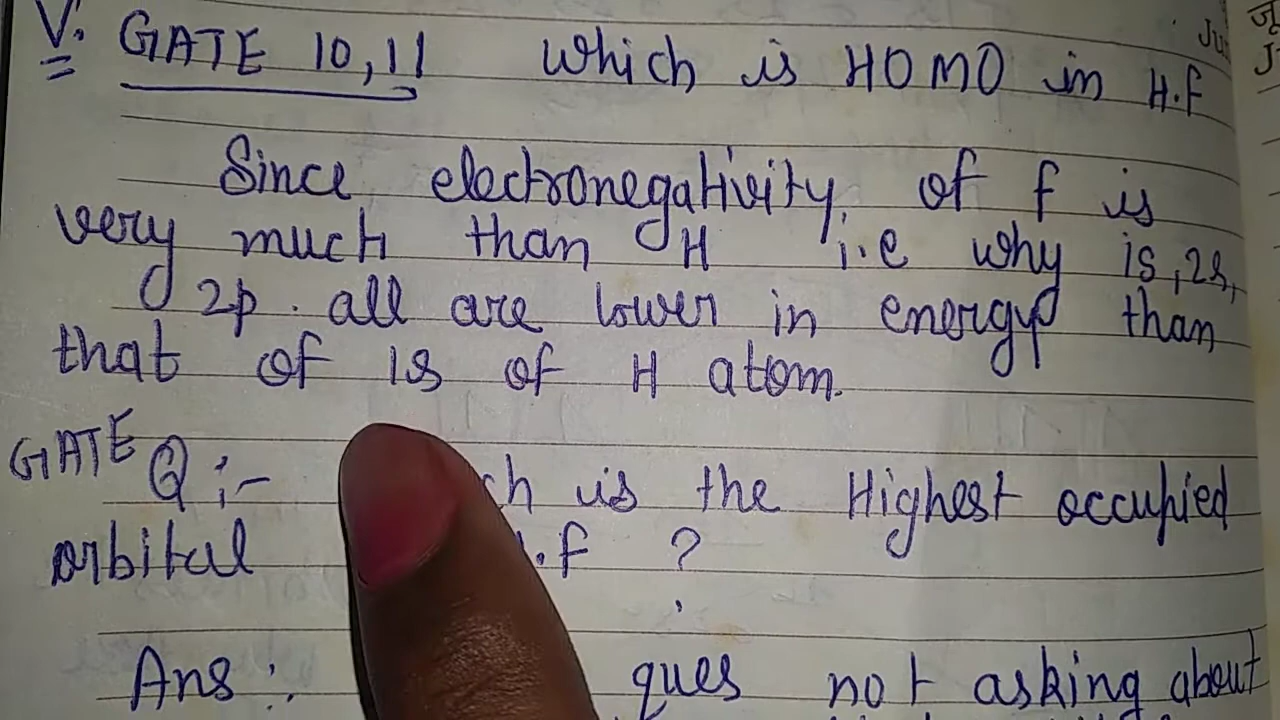 V. GATE 10,11 Which is HOMO in H.F
Since electronegativity. of F is
very much than H i.e why 1s, 2s,
2p. all are lower in energy than
that of 1s of H atom.
GATE Q :- is the Highest occupied
orbital .F ?
Ans :. ques not asking about